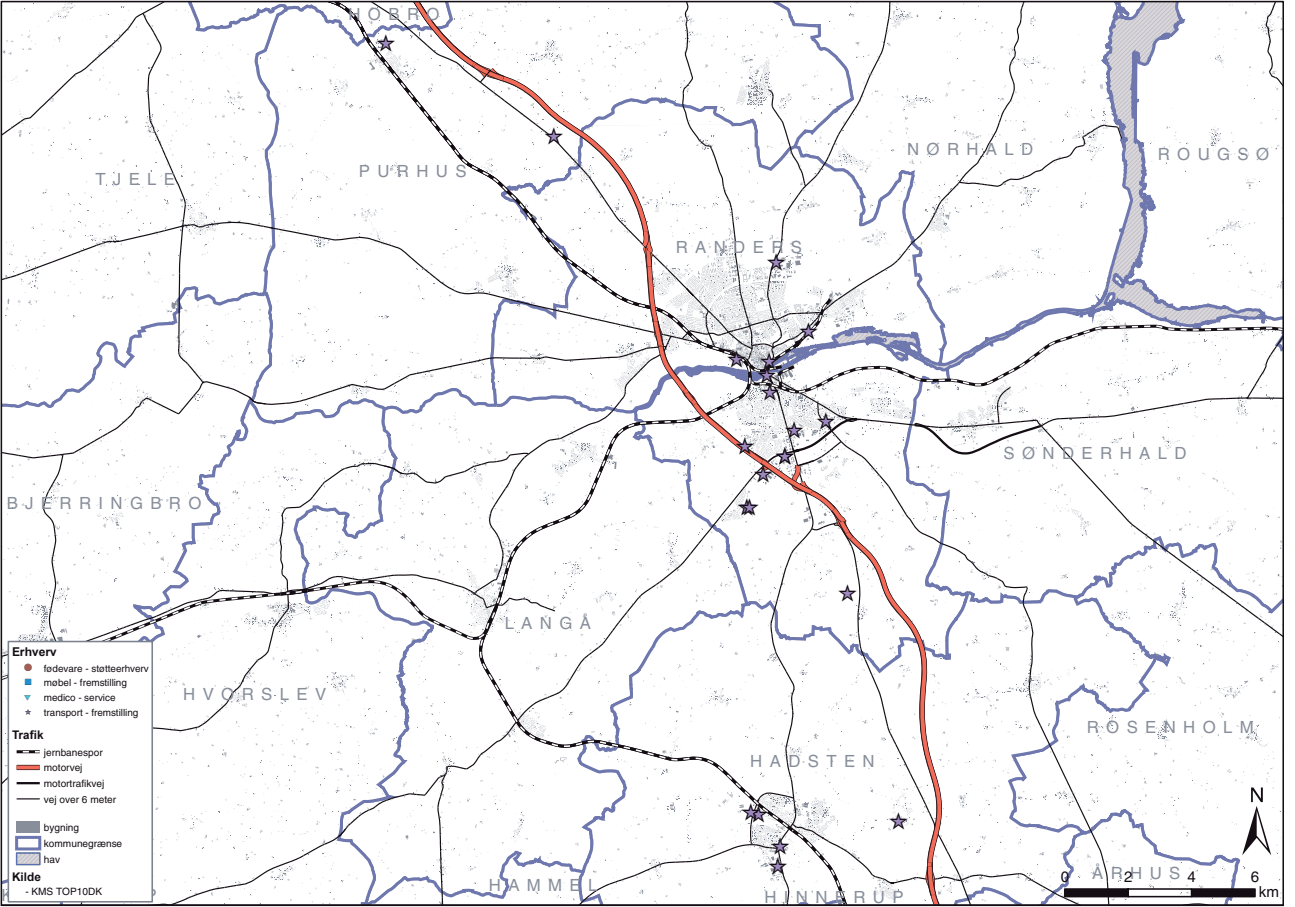 HOBRO
NØRHALD
ROUGSØ
PURHUS
TJELE
RANDERS
SØNDERHALD
BJERRINGBRO
LANGÅ
HVORSLEV
ROSENHOLM
HADSTEN
HAMMEL
HINNERUP
ÅRHUS
Erhverv
fødevare - støtteerhverv
møbel - fremstilling
medico - service
transport - fremstilling
Trafik
jernbanespor
motorvej
motortrafikvej
vej over 6 meter
bygning
kommunegrænse
hav
Kilde
- KMS TOP10DK
N
0 2 4 6
km